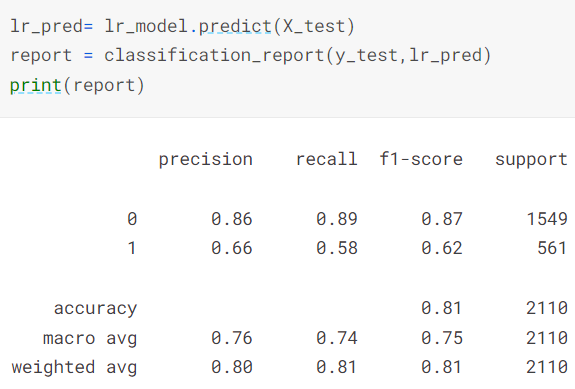 lr_pred= lr_model.predict(X_test)
report = classification_report(y_test,lr_pred)
print(report)
precision recall f1-score support
0 0.86 0.89 0.87 1549
1 0.66 0.58 0.62 561
accuracy 0.81 2110
macro avg 0.76 0.74 0.75 2110
weighted avg 0.80 0.81 0.81 2110